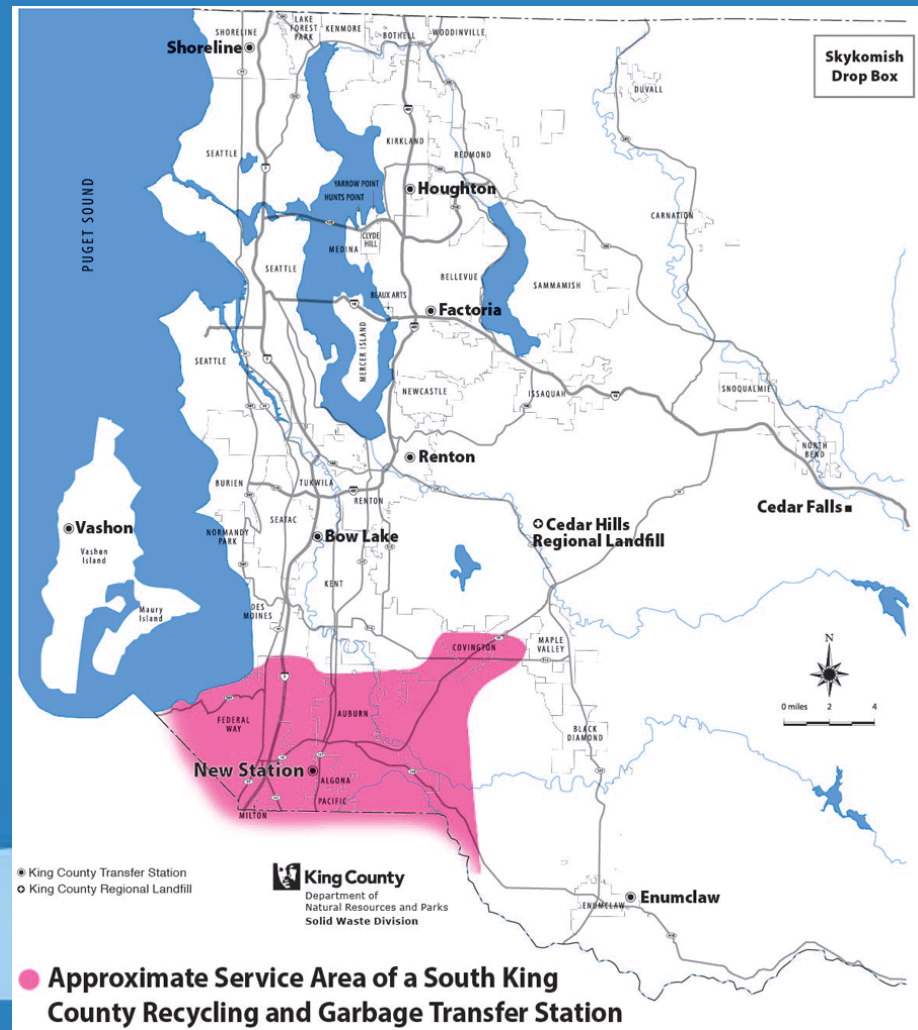 LAKE
FOREST
PARK
KENMORE
BOTHELL
WOODINVILLE
SHORELINE
Shoreline
Skykomish
Drop Box
DUVALL
KIRKLAND
REDMOND
SEATTLE
YARROW POINT
HUNTS POINT
Houghton
PUGET SOUND
CARNATION
CLYDE
HILL
MEDINA
SEATTLE
BELLEVUE
SAMMAMISH
BEAUX ARTS
Factoria
MERCER ISLAND
SEATTLE
NEWCASTLE
ISSAQUAH
SNOQUALMIE
NORTH
BEND
Renton
BURIEN
TUKWILA
RENTON
Cedar Falls
SEATAC
Vashon
Vashon
Island
NORMANDY
PARK
Bow Lake
Cedar Hills
Regional Landfill
KENT
Maury
Island
DES
MOINES
COVINGTON
MAPLE
VALLEY
N
0 miles 2 4
FEDERAL
WAY
AUBURN
BLACK
DIAMOND
New Station
ALGONA
PACIFIC
MILTON
King County Transfer Station
King County Regional Landfill
King County
Department of
Natural Resources and Parks
Solid Waste Division
Enumclaw
ENUMCLAW
Approximate Service Area of a South King
County Recycling and Garbage Transfer Station